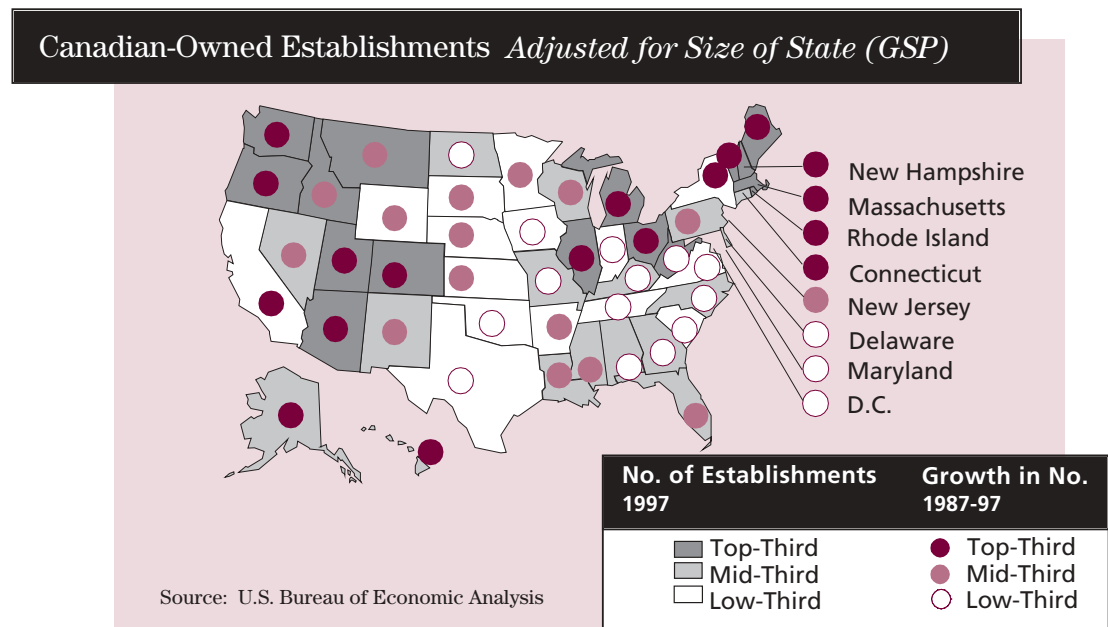 Canadian-Owned Establishments Adjusted for Size of State (GSP)
New Hampshire
Massachusetts
Rhode Island
Connecticut
New Jersey
Delaware
Maryland
D.C.
No. of Establishments
1997
Growth in No.
1987-97
Top-Third
Mid-Third
Low-Third
Top-Third
Mid-Third
Low-Third
Source: U.S. Bureau of Economic Analysis